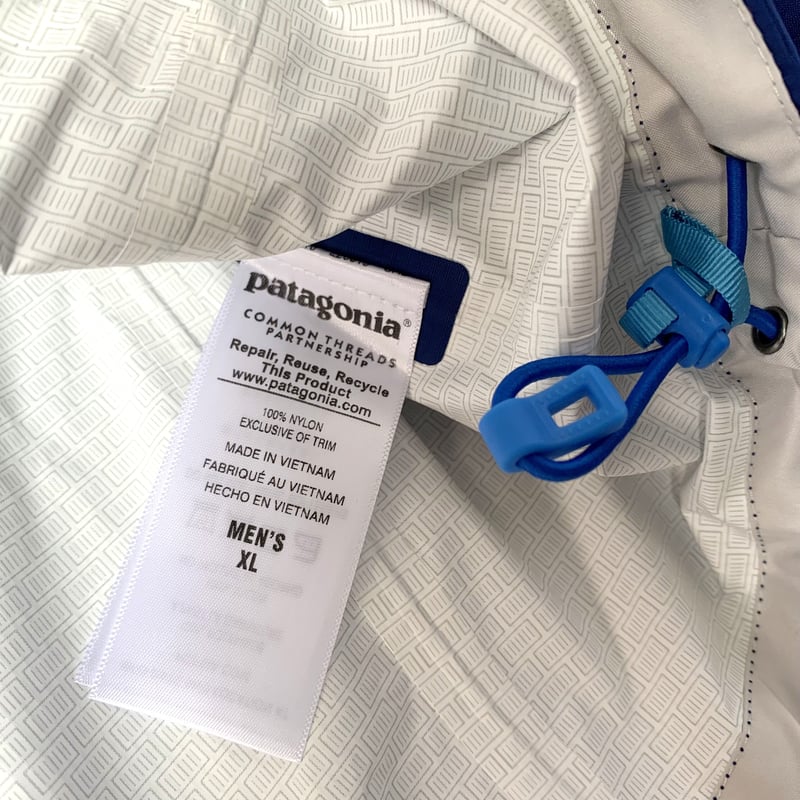 patagonia®
COMMON THREADS
PARTNERSHIP
Repair, Reuse, Recycle
This Product
www.patagonia.com
100% NYLON
EXCLUSIVE OF TRIM
MADE IN VIETNAM
FABRIQUÉ AU VIETNAM
HECHO EN VIETNAM
MEN'S
XL